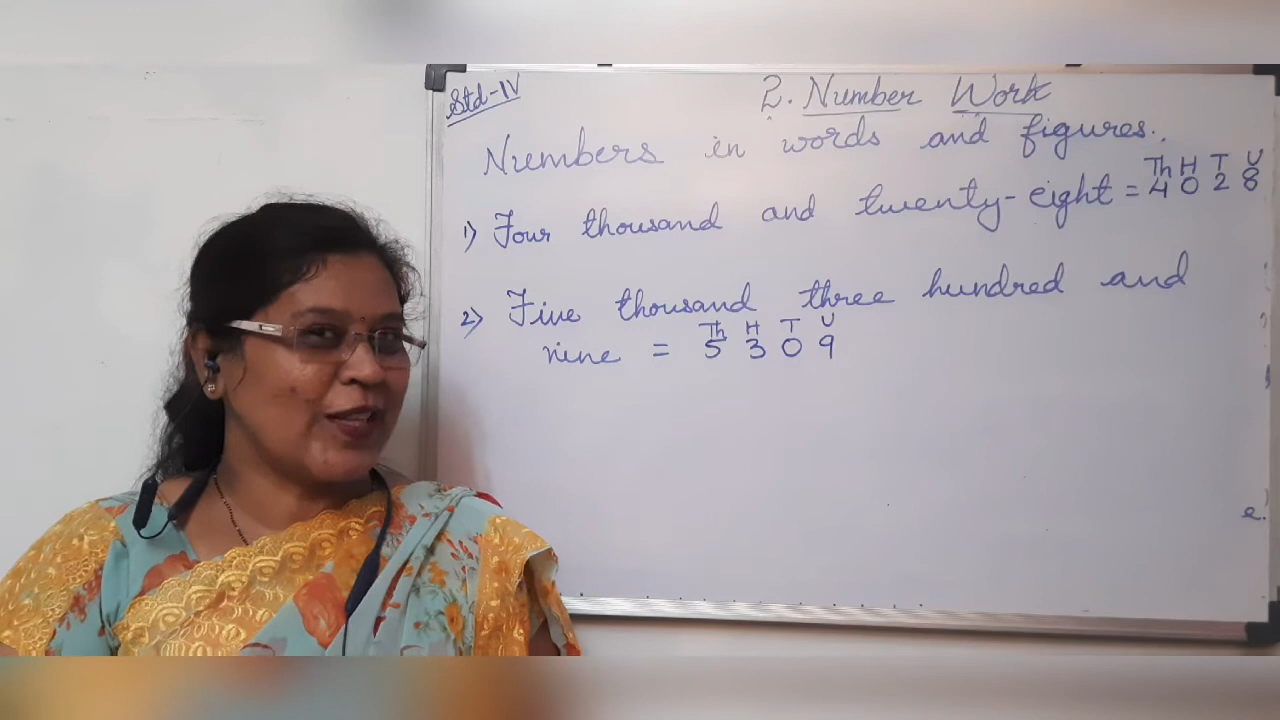 Std-IV
2. Number Work
Numbers in words and figures.
Th H T U
1) Four thousand and twenty-eight = 4 0 2 8
2) Five thousand three hundred and
Th H T U
nine = 5 3 0 9
e.